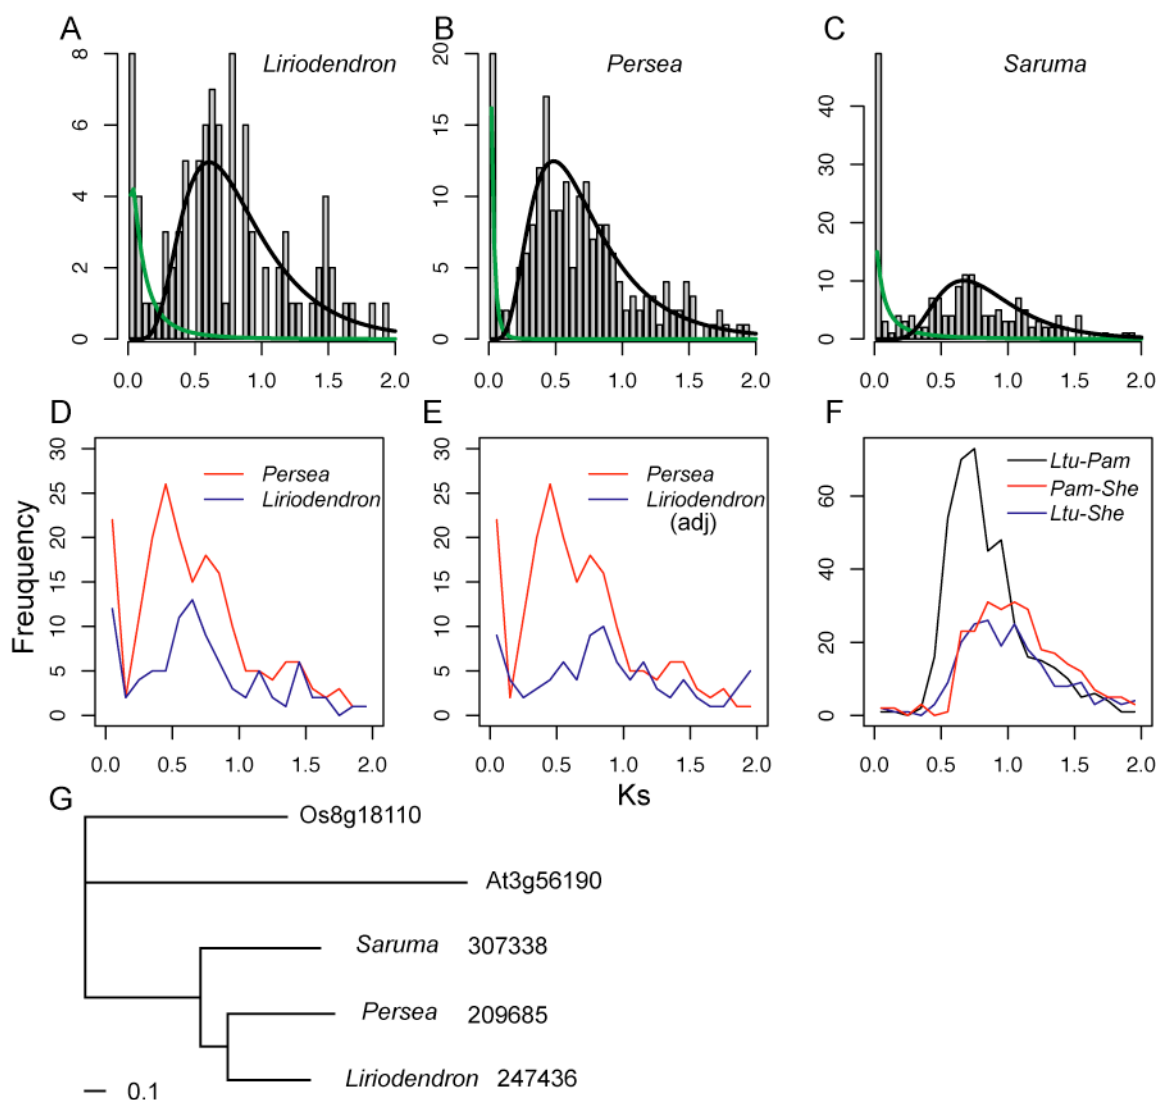 A
B
C
Liriodendron
Persea
Saruma
8
6
4
2
0
20
15
10
5
0
40
30
20
10
0
0.0 0.5 1.0 1.5 2.0
0.0 0.5 1.0 1.5 2.0
0.0 0.5 1.0 1.5 2.0
D
E
F
Freuquency
30
25
20
15
10
5
0
Persea
Liriodendron
30
25
20
15
10
5
0
Persea
Liriodendron
(adj)
60
40
20
0
Ltu-Pam
Pam-She
Ltu-She
0.0 0.5 1.0 1.5 2.0
0.0 0.5 1.0 1.5 2.0
0.0 0.5 1.0 1.5 2.0
Ks
G
Os8g18110
At3g56190
Saruma 307338
Persea 209685
Liriodendron 247436
0.1